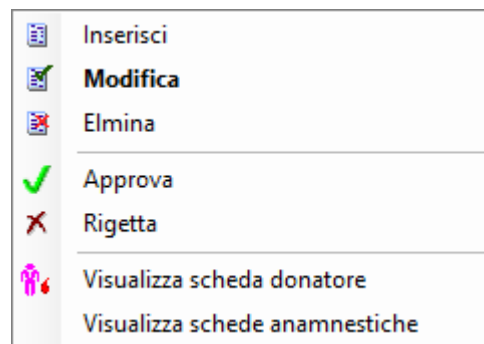 Inserisci
Modifica
Elmina
Approva
Rigetta
Visualizza scheda donatore
Visualizza schede anamnestiche